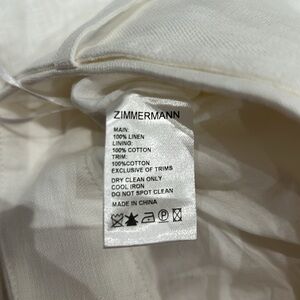 ZIMMERMANN
MAIN:
100% LINEN
LINING:
100% COTTON
TRIM:
100%COTTON
EXCLUSIVE OF TRIMS
DRY CLEAN ONLY
COOL IRON
DO NOT SPOT CLEAN
MADE IN CHINA
P